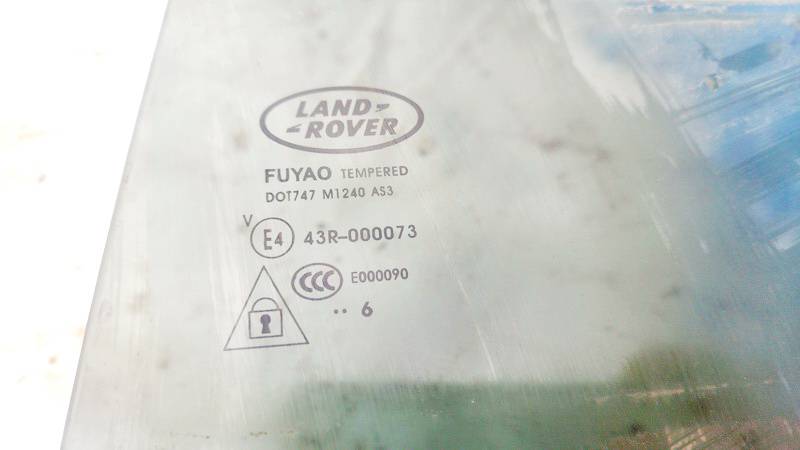 LAND
ROVER
FUYAO TEMPERED
DOT747 M1240 AS3
V
E4 43R-000073
CCC E000090
·· 6